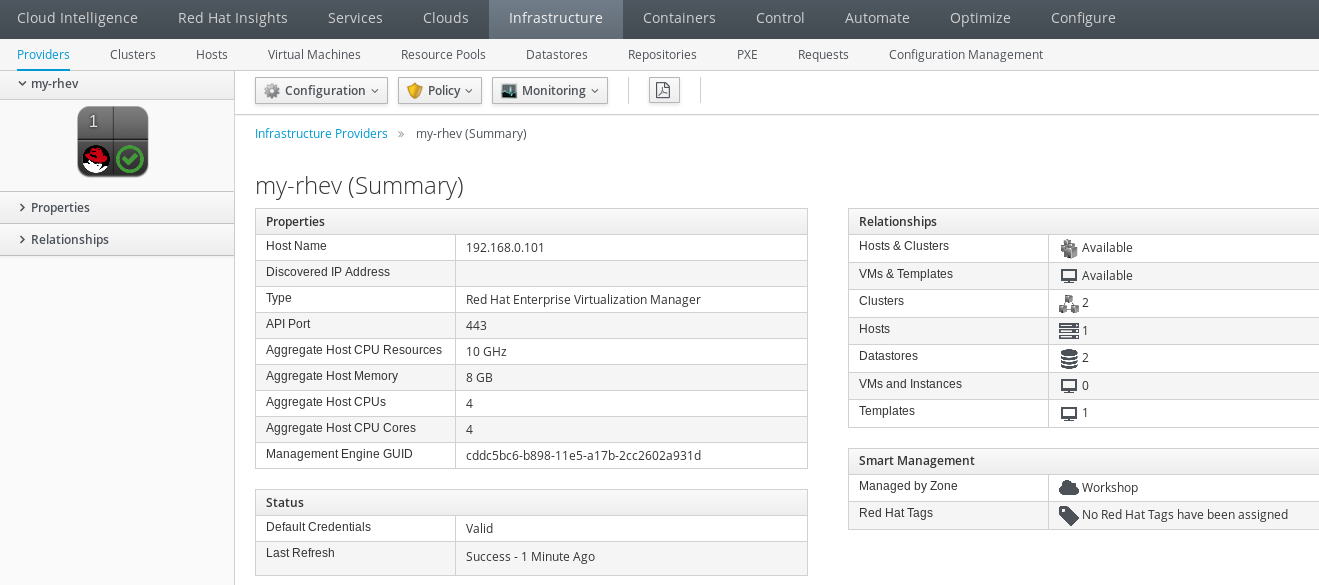 Cloud Intelligence Red Hat Insights Services Clouds Infrastructure Containers Control Automate Optimize Configure
Providers Clusters Hosts Virtual Machines Resource Pools Datastores Repositories PXE Requests Configuration Management
my-rhev
1
Properties
Relationships
Configuration Policy Monitoring
Infrastructure Providers » my-rhev (Summary)
my-rhev (Summary)
Properties
Host Name 192.168.0.101
Discovered IP Address
Type Red Hat Enterprise Virtualization Manager
API Port 443
Aggregate Host CPU Resources 10 GHz
Aggregate Host Memory 8 GB
Aggregate Host CPUs 4
Aggregate Host CPU Cores 4
Management Engine GUID cddc5bc6-b898-11e5-a17b-2cc2602a931d
Status
Default Credentials Valid
Last Refresh Success - 1 Minute Ago
Relationships
Hosts & Clusters Available
VMs & Templates Available
Clusters 2
Hosts 1
Datastores 2
VMs and Instances 0
Templates 1
Smart Management
Managed by Zone Workshop
Red Hat Tags No Red Hat Tags have been assigned